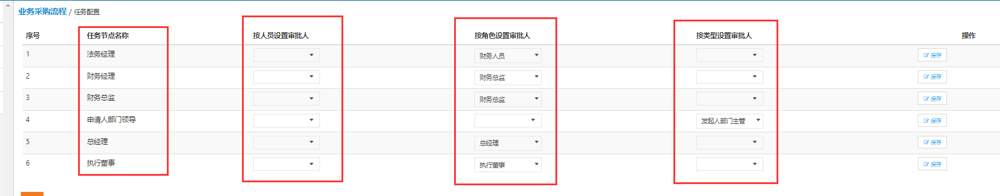 业务采购流程 / 任务配置
序号 任务节点名称 按人员设置审批人 按角色设置审批人 按类型设置审批人 操作
1 法务经理 财务人员 保存
2 财务经理 财务总监 保存
3 财务总监 财务总监 保存
4 申请人部门领导 发起人部门主管 保存
5 总经理 总经理 保存
6 执行董事 执行董事 保存